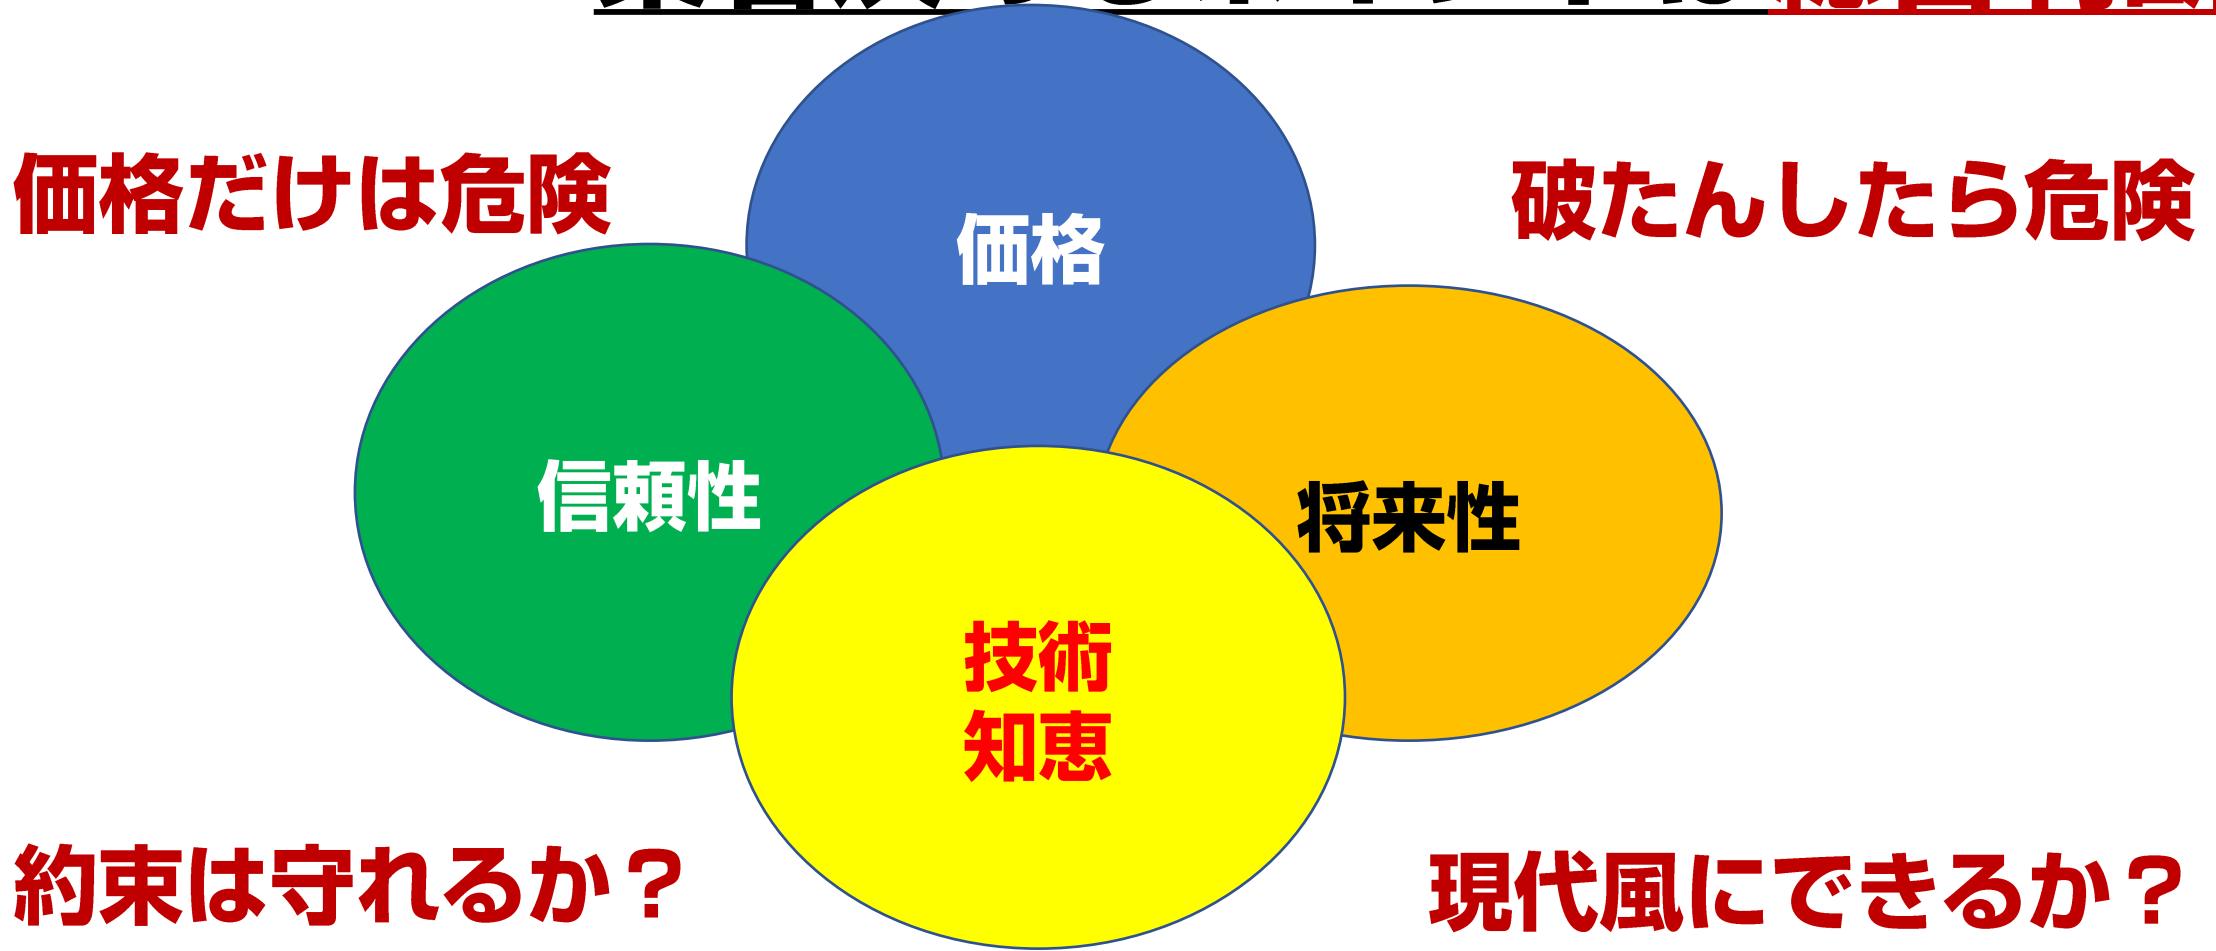 価格だけは危険
破たんしたら危険
価格
信頼性
将来性
技術
知恵
約束は守れるか？
現代風にできるか？